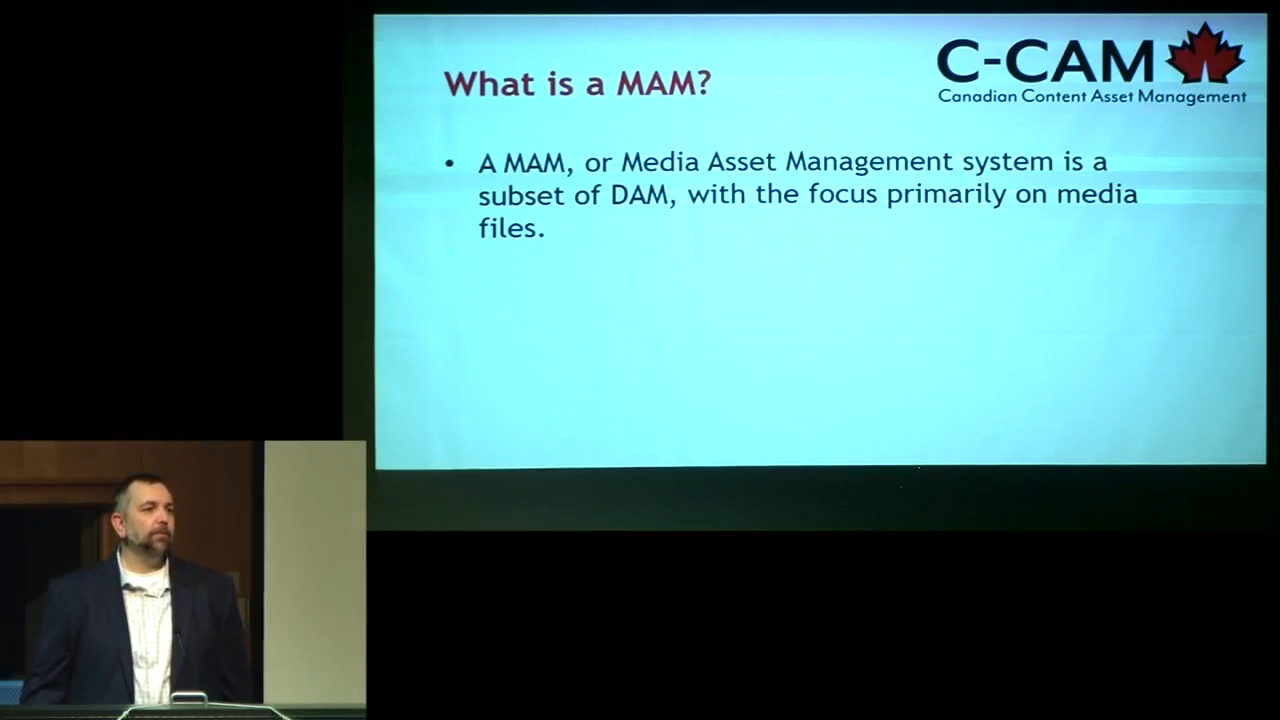 C-CAM
Canadian Content Asset Management
What is a MAM?
• A MAM, or Media Asset Management system is a
subset of DAM, with the focus primarily on media
files.